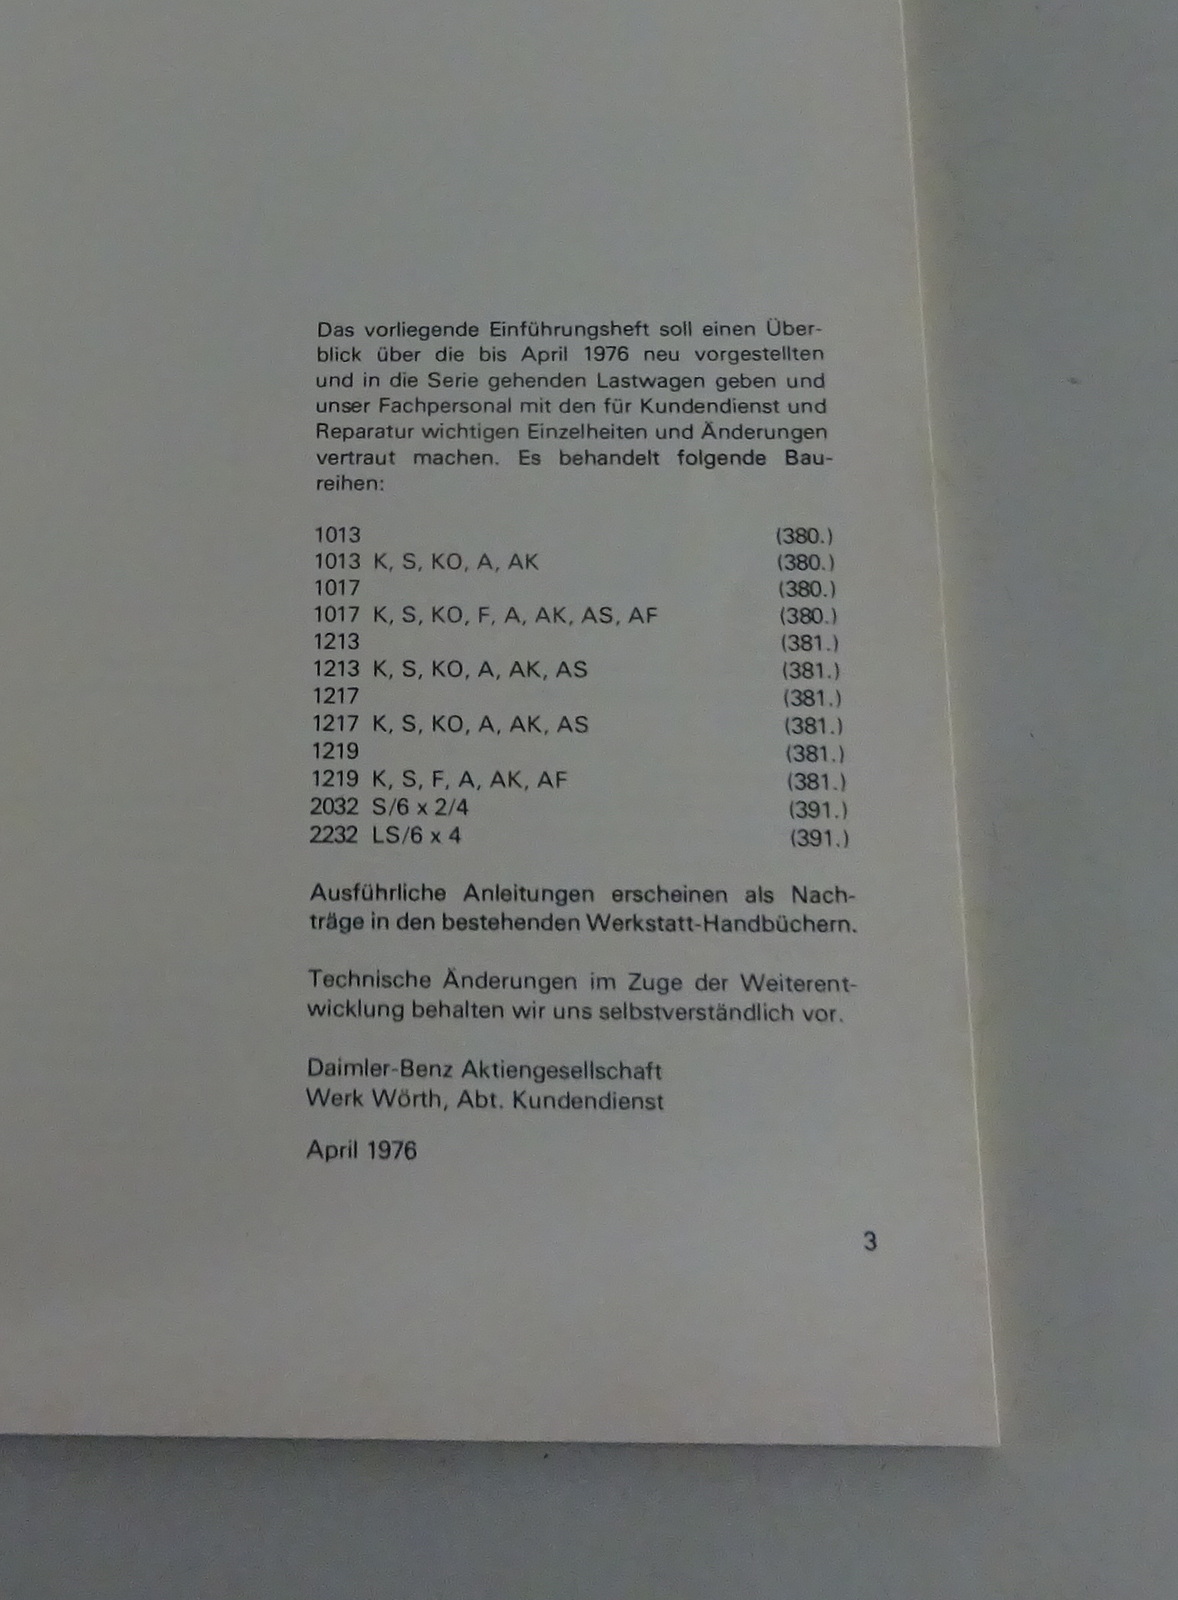 Das vorliegende Einführungsheft soll einen Über-
blick über die bis April 1976 neu vorgestellten
und in die Serie gehenden Lastwagen geben und
unser Fachpersonal mit den für Kundendienst und
Reparatur wichtigen Einzelheiten und Änderungen
vertraut machen. Es behandelt folgende Bau-
reihen:
1013 (380.)
1013 K, S, KO, A, AK (380.)
1017 (380.)
1017 K, S, KO, F, A, AK, AS, AF (380.)
1213 (381.)
1213 K, S, KO, A, AK, AS (381.)
1217 (381.)
1217 K, S, KO, A, AK, AS (381.)
1219 (381.)
1219 K, S, F, A, AK, AF (381.)
2032 S/6 x 2/4 (391.)
2232 LS/6 x 4 (391.)
Ausführliche Anleitungen erscheinen als Nach-
träge in den bestehenden Werkstatt-Handbüchern.
Technische Änderungen im Zuge der Weiterent-
wicklung behalten wir uns selbstverständlich vor.
Daimler-Benz Aktiengesellschaft
Werk Wörth, Abt. Kundendienst
April 1976
3